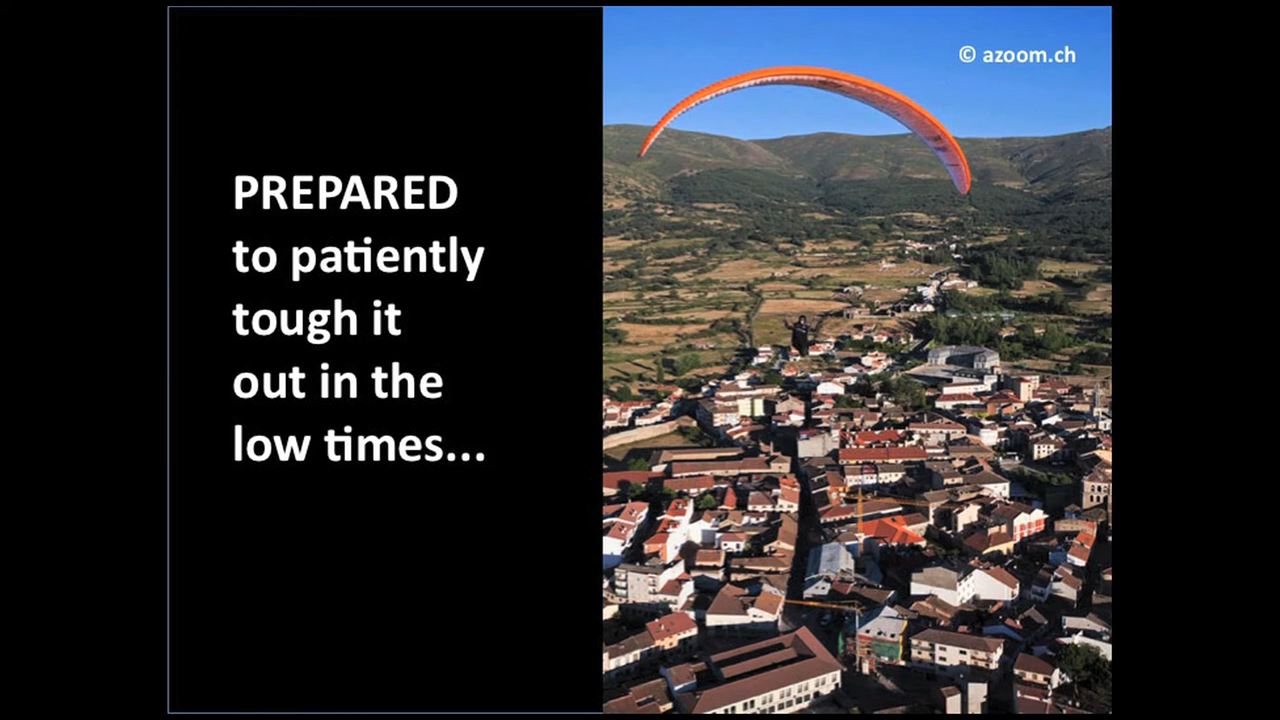 PREPARED
to patiently
tough it
out in the
low times...
© azoom.ch